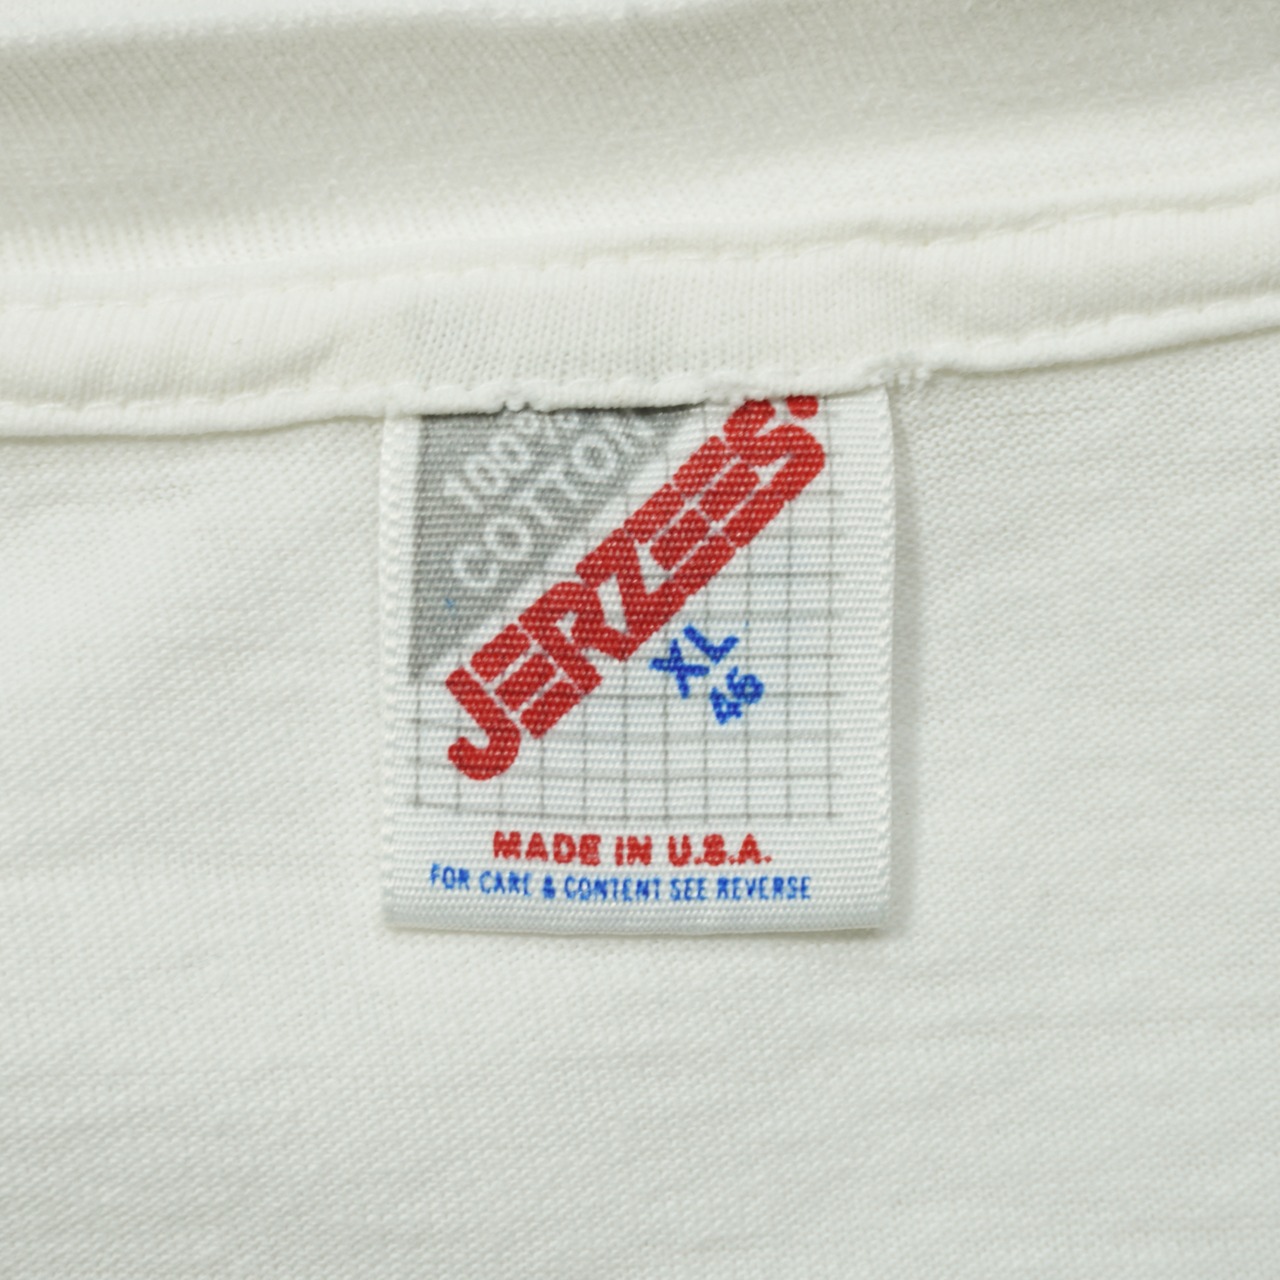 100%
COTTON
JERZEES.
XL
46
MADE IN U.S.A.
FOR CARE & CONTENT SEE REVERSE